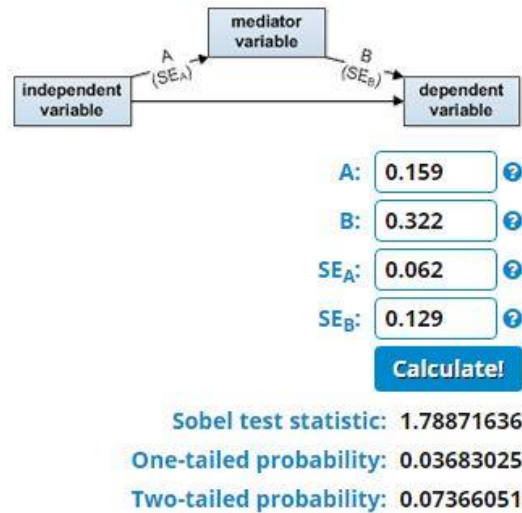 mediator
variable
A
(SEA)
B
(SEB)
independent
variable
dependent
variable
A: 0.159 ?
B: 0.322 ?
SEA: 0.062 ?
SEB: 0.129 ?
Calculate!
Sobel test statistic: 1.78871636
One-tailed probability: 0.03683025
Two-tailed probability: 0.07366051